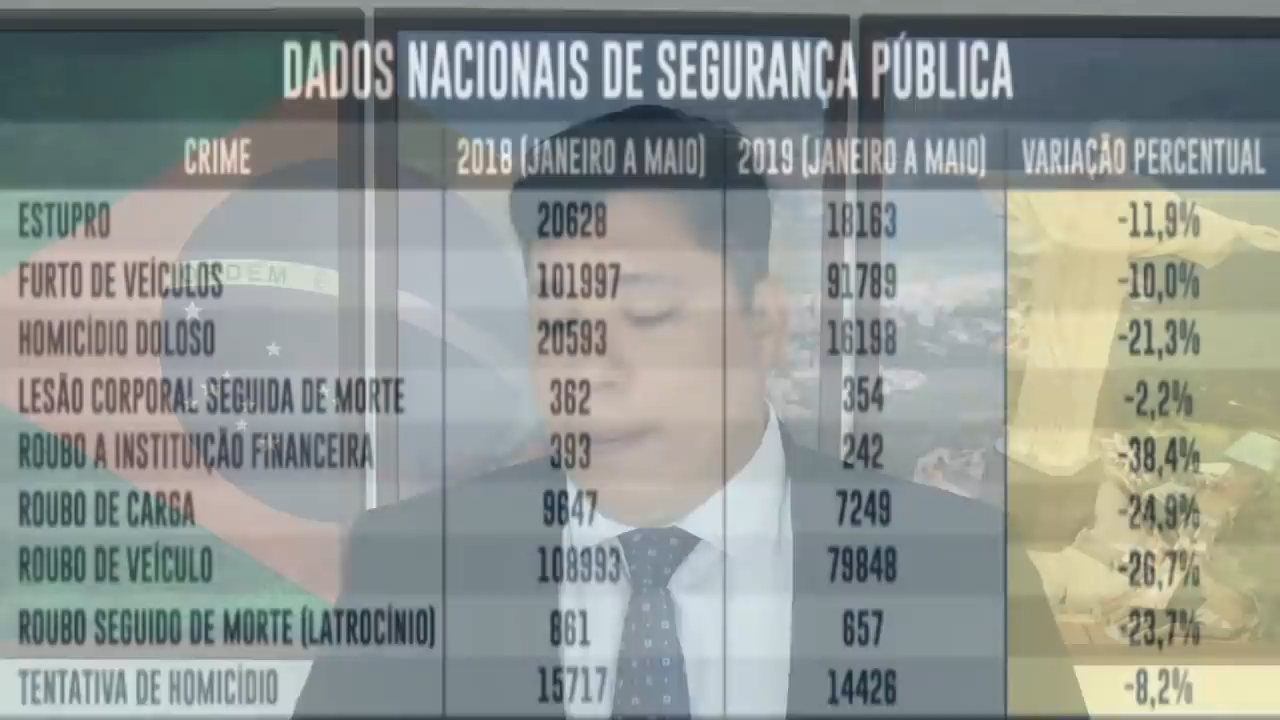 DADOS NACIONAIS DE SEGURANÇA PÚBLICA
CRIME 2018 (JANEIRO A MAIO) 2019 (JANEIRO A MAIO) VARIAÇÃO PERCENTUAL
ESTUPRO 20628 18163 -11,9%
FURTO DE VEÍCULOS 101997 91789 -10,0%
HOMICÍDIO DOLOSO 20593 16198 -21,3%
LESÃO CORPORAL SEGUIDA DE MORTE 362 354 -2,2%
ROUBO A INSTITUIÇÃO FINANCEIRA 393 242 -38,4%
ROUBO DE CARGA 9647 7249 -24,9%
ROUBO DE VEÍCULO 108993 79848 -26,7%
ROUBO SEGUIDO DE MORTE (LATROCÍNIO) 861 657 -23,7%
TENTATIVA DE HOMICÍDIO 15717 14426 -8,2%